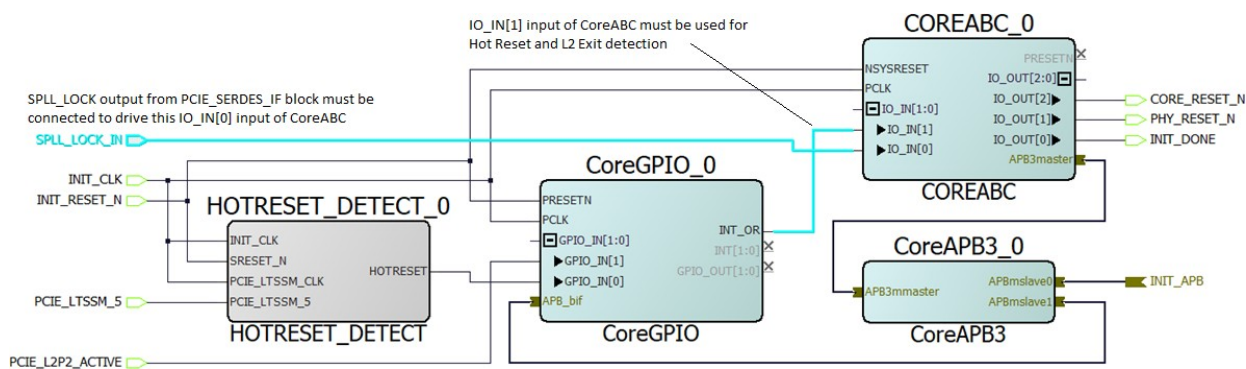 IO_IN[1] input of CoreABC must be used for
Hot Reset and L2 Exit detection
SPLL_LOCK output from PCIE_SERDES_IF block must be
connected to drive this IO_IN[0] input of CoreABC
SPLL_LOCK_IN
INIT_CLK
INIT_RESET_N
PCIE_LTSSM_5
PCIE_L2P2_ACTIVE
HOTRESET_DETECT_0
INIT_CLK
SRESET_N
PCIE_LTSSM_CLK
PCIE_LTSSM_5
HOTRESET
HOTRESET_DETECT
CoreGPIO_0
PRESETN
PCLK
GPIO_IN[1:0]
GPIO_IN[1]
GPIO_IN[0]
APB_bif
INT_OR
INT[1:0]
GPIO_OUT[1:0]
CoreGPIO
COREABC_0
NSYSRESET
PCLK
IO_IN[1:0]
IO_IN[1]
IO_IN[0]
PRESETN
IO_OUT[2:0]
IO_OUT[2]
IO_OUT[1]
IO_OUT[0]
APB3master
COREABC
CORE_RESET_N
PHY_RESET_N
INIT_DONE
CoreAPB3_0
APB3mmaster
APBmslave0
APBmslave1
CoreAPB3
INIT_APB